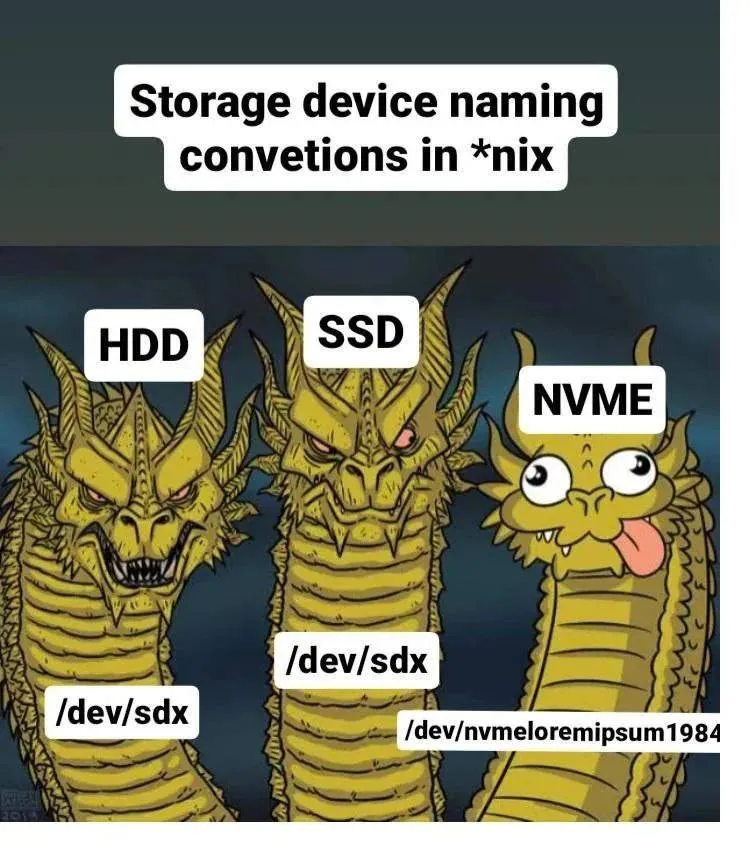 Storage device naming
convetions in *nix
HDD
SSD
NVME
/dev/sdx
/dev/sdx
/dev/nvmeloremipsum1984